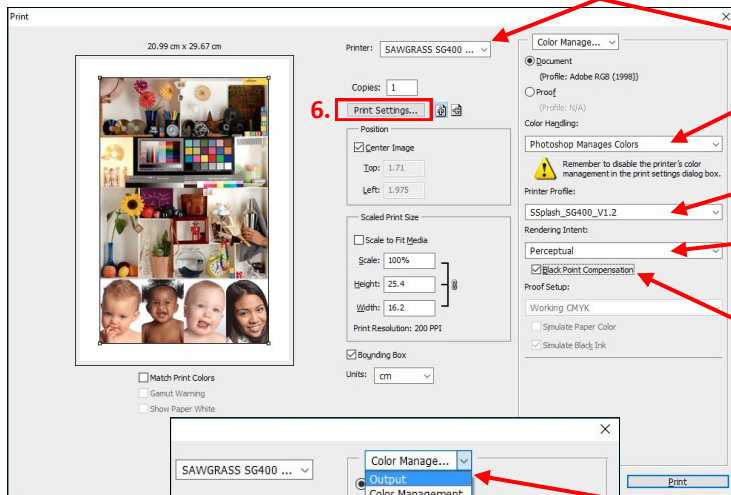 Print
20.99 cm x 29.67 cm
Match Print Colors
Gamut Warning
Show Paper White
Printer: SAWGRASS SG400 ...
Copies: 1
6. Print Settings...
Position
Center Image
Top: 1.71
Left: 1.975
Scaled Print Size
Scale to Fit Media
Scale: 100%
Height: 25.4
Width: 16.2
Print Resolution: 200 PPI
Bounding Box
Units: cm
Color Manage...
Document
(Profile: Adobe RGB (1998))
Proof
(Profile: N/A)
Color Handling:
Photoshop Manages Colors
Remember to disable the printer's color
management in the print settings dialog box.
Printer Profile:
SSplash_SG400_V1.2
Rendering Intent:
Perceptual
Black Point Compensation
Proof Setup:
Working CMYK
Simulate Paper Color
Simulate Black Ink
Print
SAWGRASS SG400 ...
Color Manage...
Output
Color Management